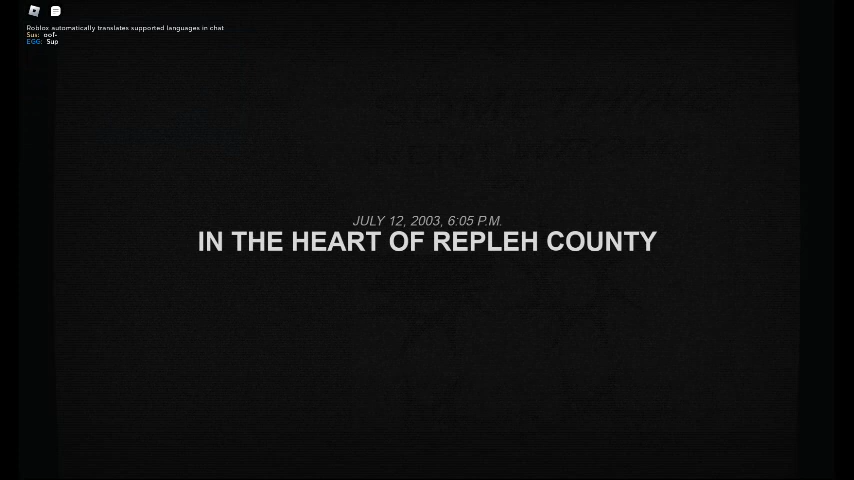 Roblox automatically translates supported languages in chat
Sus: oof-
EGG: Sup
JULY 12, 2003, 6:05 P.M.
IN THE HEART OF REPLEH COUNTY